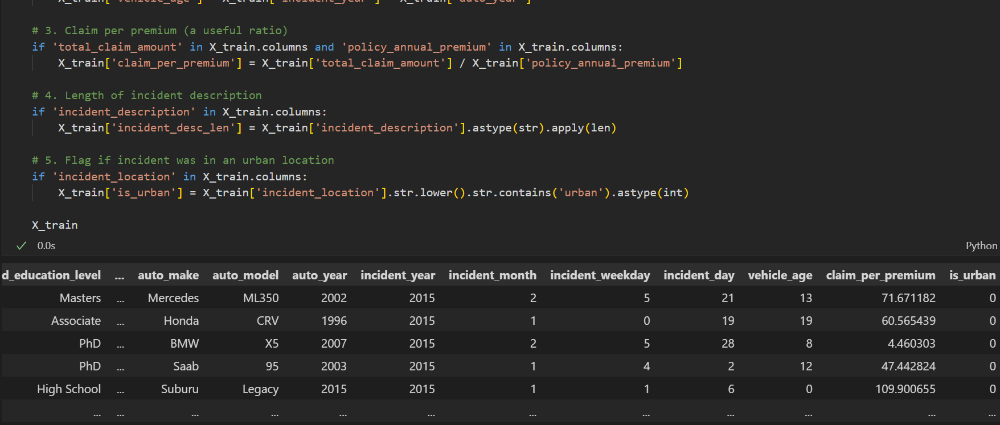 X_train['vehicle_age'] = X_train['incident_year'] - X_train['auto_year']
# 3. Claim per premium (a useful ratio)
if 'total_claim_amount' in X_train.columns and 'policy_annual_premium' in X_train.columns:
X_train['claim_per_premium'] = X_train['total_claim_amount'] / X_train['policy_annual_premium']
# 4. Length of incident description
if 'incident_description' in X_train.columns:
X_train['incident_desc_len'] = X_train['incident_description'].astype(str).apply(len)
# 5. Flag if incident was in an urban location
if 'incident_location' in X_train.columns:
X_train['is_urban'] = X_train['incident_location'].str.lower().str.contains('urban').astype(int)
X_train
0.0s Python
d_education_level ... auto_make auto_model auto_year incident_year incident_month incident_weekday incident_day vehicle_age claim_per_premium is_urban
Masters ... Mercedes ML350 2002 2015 2 5 21 13 71.671182 0
Associate ... Honda CRV 1996 2015 1 0 19 19 60.565439 0
PhD ... BMW X5 2007 2015 2 5 28 8 4.460303 0
PhD ... Saab 95 2003 2015 1 4 2 12 47.442824 0
High School ... Suburu Legacy 2015 2015 1 1 6 0 109.900655 0
... ... ... ... ... ... ... ... ... ... ... ...